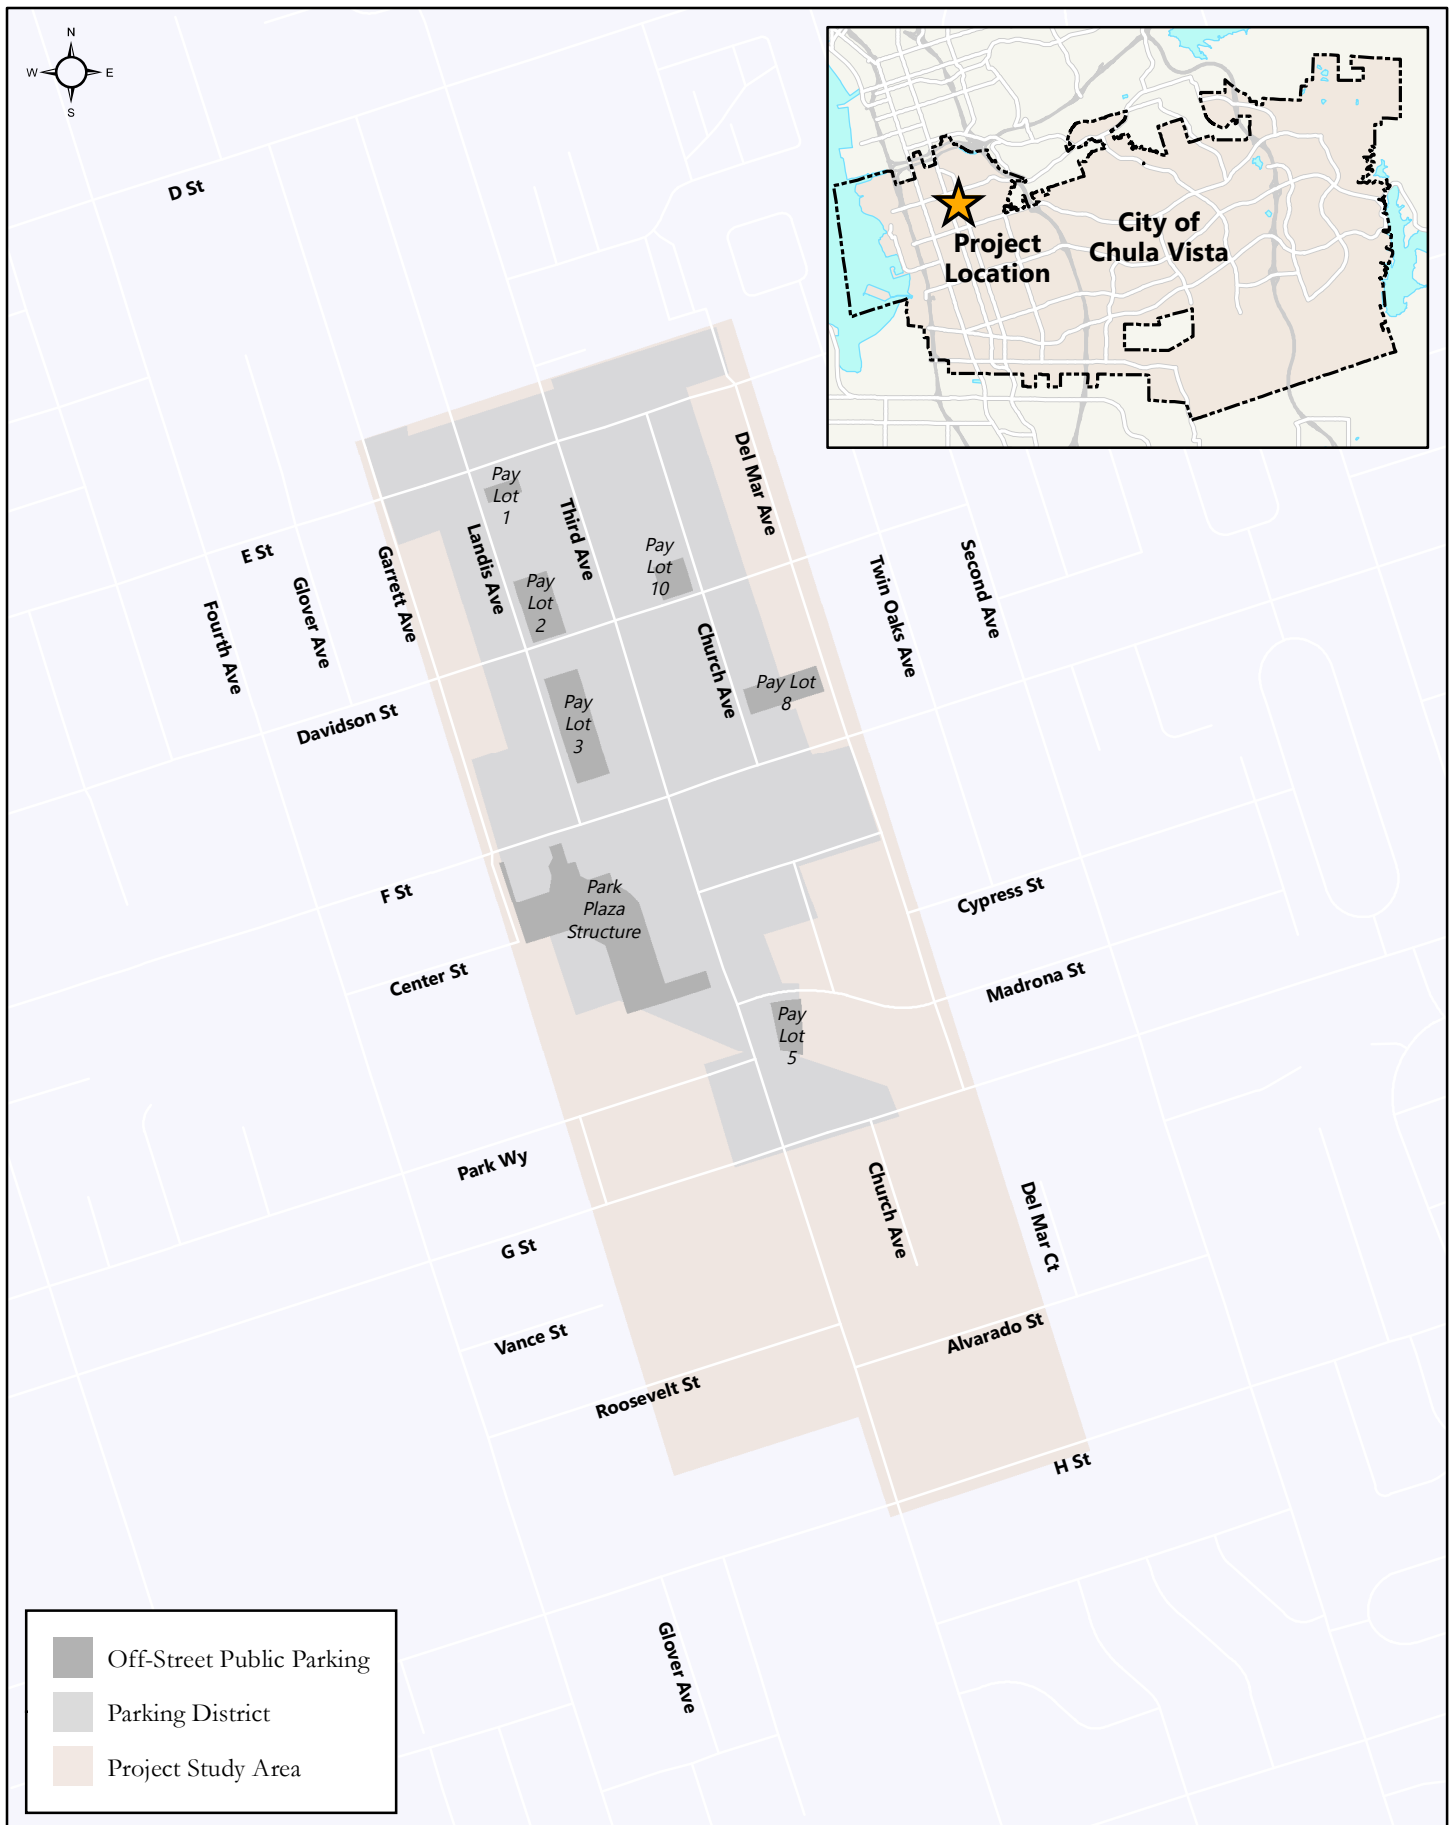 N
W
E
S
D St
City of
Chula Vista
Project
Location
Del Mar Ave
Pay
Lot
1
Third Ave
Landis Ave
Pay
Lot
10
E St
Garrett Ave
Glover Ave
Fourth Ave
Pay
Lot
2
Twin Oaks Ave
Second Ave
Church Ave
Pay Lot
8
Pay
Lot
3
Davidson St
F St
Park
Plaza
Structure
Cypress St
Center St
Madrona St
Pay
Lot
5
Park Wy
Church Ave
Del Mar Ct
G St
Vance St
Alvarado St
Roosevelt St
H St
Glover Ave
Off-Street Public Parking
Parking District
Project Study Area